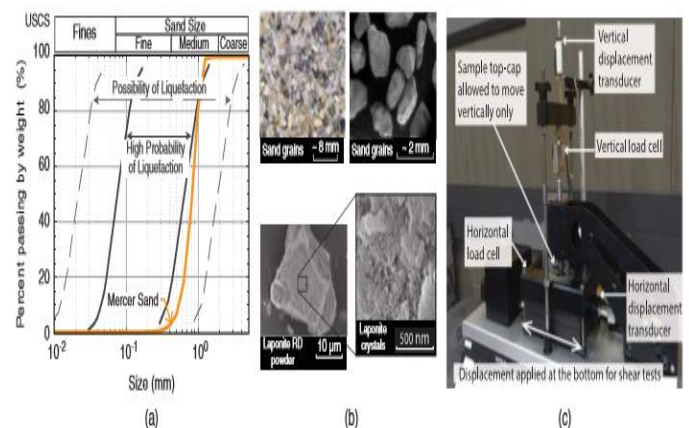 USCS
Fines
Sand Size
Fine
Medium
Coarse
100
80
60
40
20
0
Percent passing by weight (%)
Possibility of Liquefaction
High Probability
of Liquefaction
Mercer Sand
10-2
10-1
100
Size (mm)
(a)
Sand grains ~ 8 mm
Sand grains ~ 2 mm
Laponite RD
powder 10 μm
Laponite
crystals 500 nm
(b)
Vertical
displacement
transducer
Sample top-cap
allowed to move
vertically only
Vertical load cell
Horizontal
load cell
Horizontal
displacement
transducer
Displacement applied at the bottom for shear tests
(c)